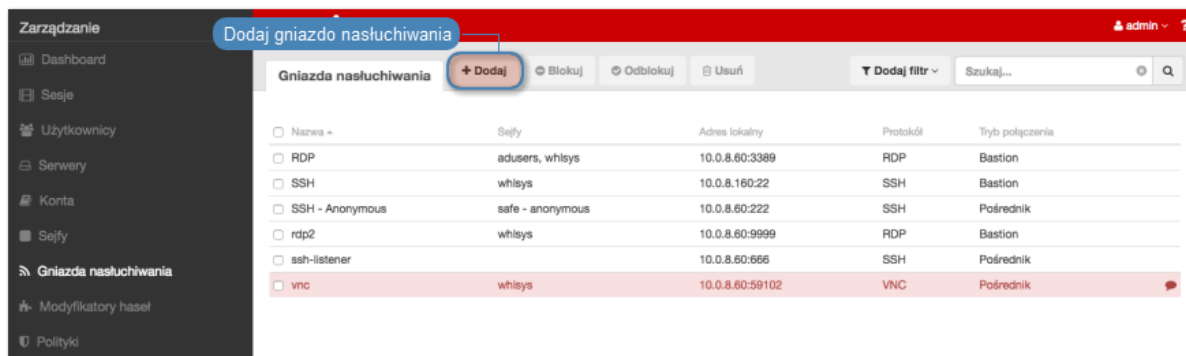 Zarządzanie
Dodaj gniazdo nasłuchiwania
admin
?
Dashboard
Sesje
Użytkownicy
Serwery
Konta
Sejfy
Gniazda nasłuchiwania
Modyfikatory haseł
Polityki
Gniazda nasłuchiwania
+ Dodaj
Blokuj
Odblokuj
Usuń
Dodaj filtr
Szukaj...
Nazwa Sejfy Adres lokalny Protokół Tryb połączenia
RDP adusers, whlsys 10.0.8.60:3389 RDP Bastion
SSH whlsys 10.0.8.160:22 SSH Bastion
SSH - Anonymous safe - anonymous 10.0.8.60:222 SSH Pośrednik
rdp2 whlsys 10.0.8.60:9999 RDP Bastion
ssh-listener 10.0.8.60:666 SSH Pośrednik
vnc whlsys 10.0.8.60:59102 VNC Pośrednik